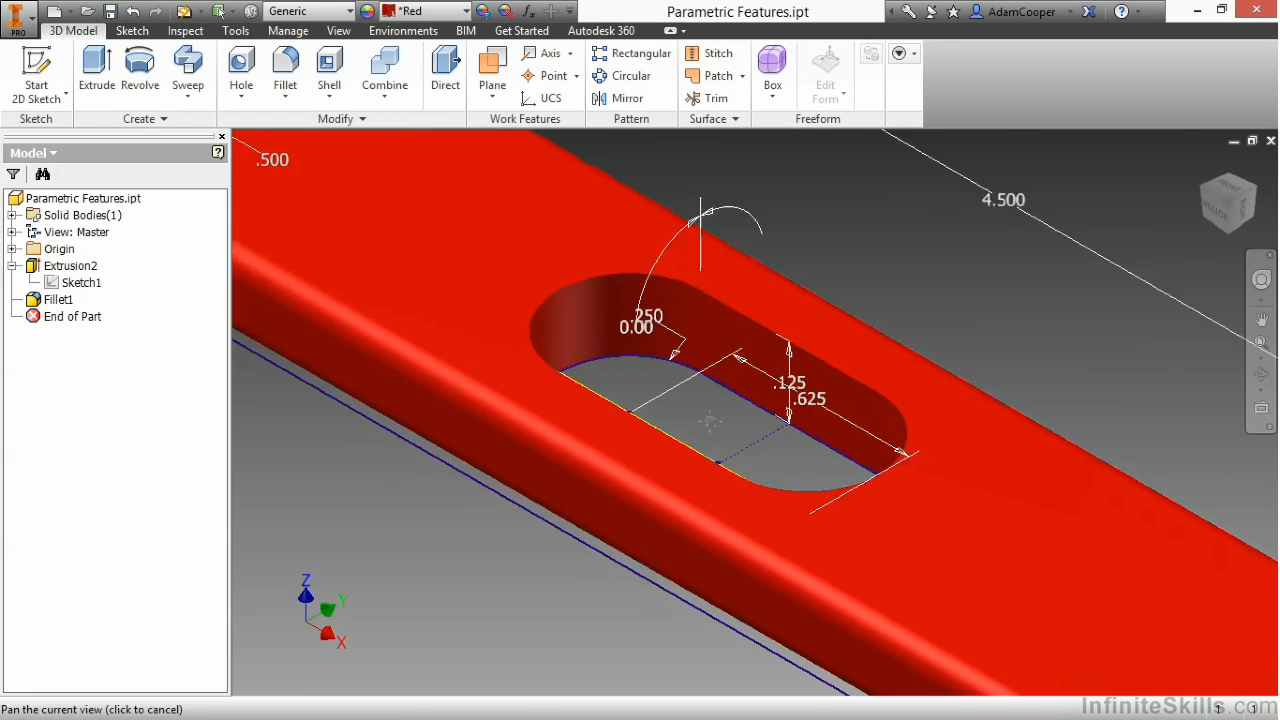 Generic
*Red
Parametric Features.ipt
AdamCooper
PRO
3D Model
Sketch
Inspect
Tools
Manage
View
Environments
BIM
Get Started
Autodesk 360
Start
2D Sketch
Extrude
Revolve
Sweep
Hole
Fillet
Shell
Combine
Direct
Plane
Axis
Point
UCS
Rectangular
Circular
Mirror
Stitch
Patch
Trim
Box
Edit
Form
Sketch
Create
Modify
Work Features
Pattern
Surface
Freeform
Model
Parametric Features.ipt
Solid Bodies(1)
View: Master
Origin
Extrusion2
Sketch1
Fillet1
End of Part
.500
4.500
.250
0.00
.125
.625
Z
Y
X
Pan the current view (click to cancel)
1
1
InfiniteSkills.com